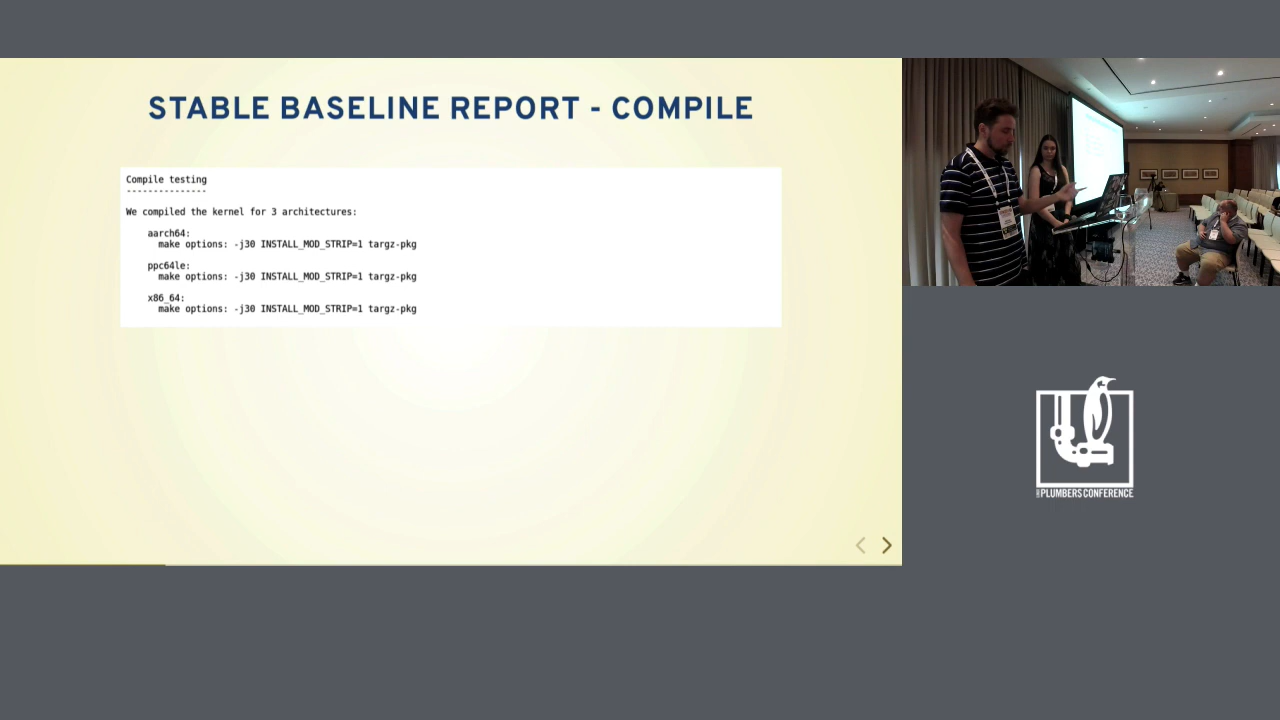 STABLE BASELINE REPORT - COMPILE
Compile testing
---------------
We compiled the kernel for 3 architectures:
aarch64:
make options: -j30 INSTALL_MOD_STRIP=1 targz-pkg
ppc64le:
make options: -j30 INSTALL_MOD_STRIP=1 targz-pkg
x86_64:
make options: -j30 INSTALL_MOD_STRIP=1 targz-pkg
PLUMBERS CONFERENCE